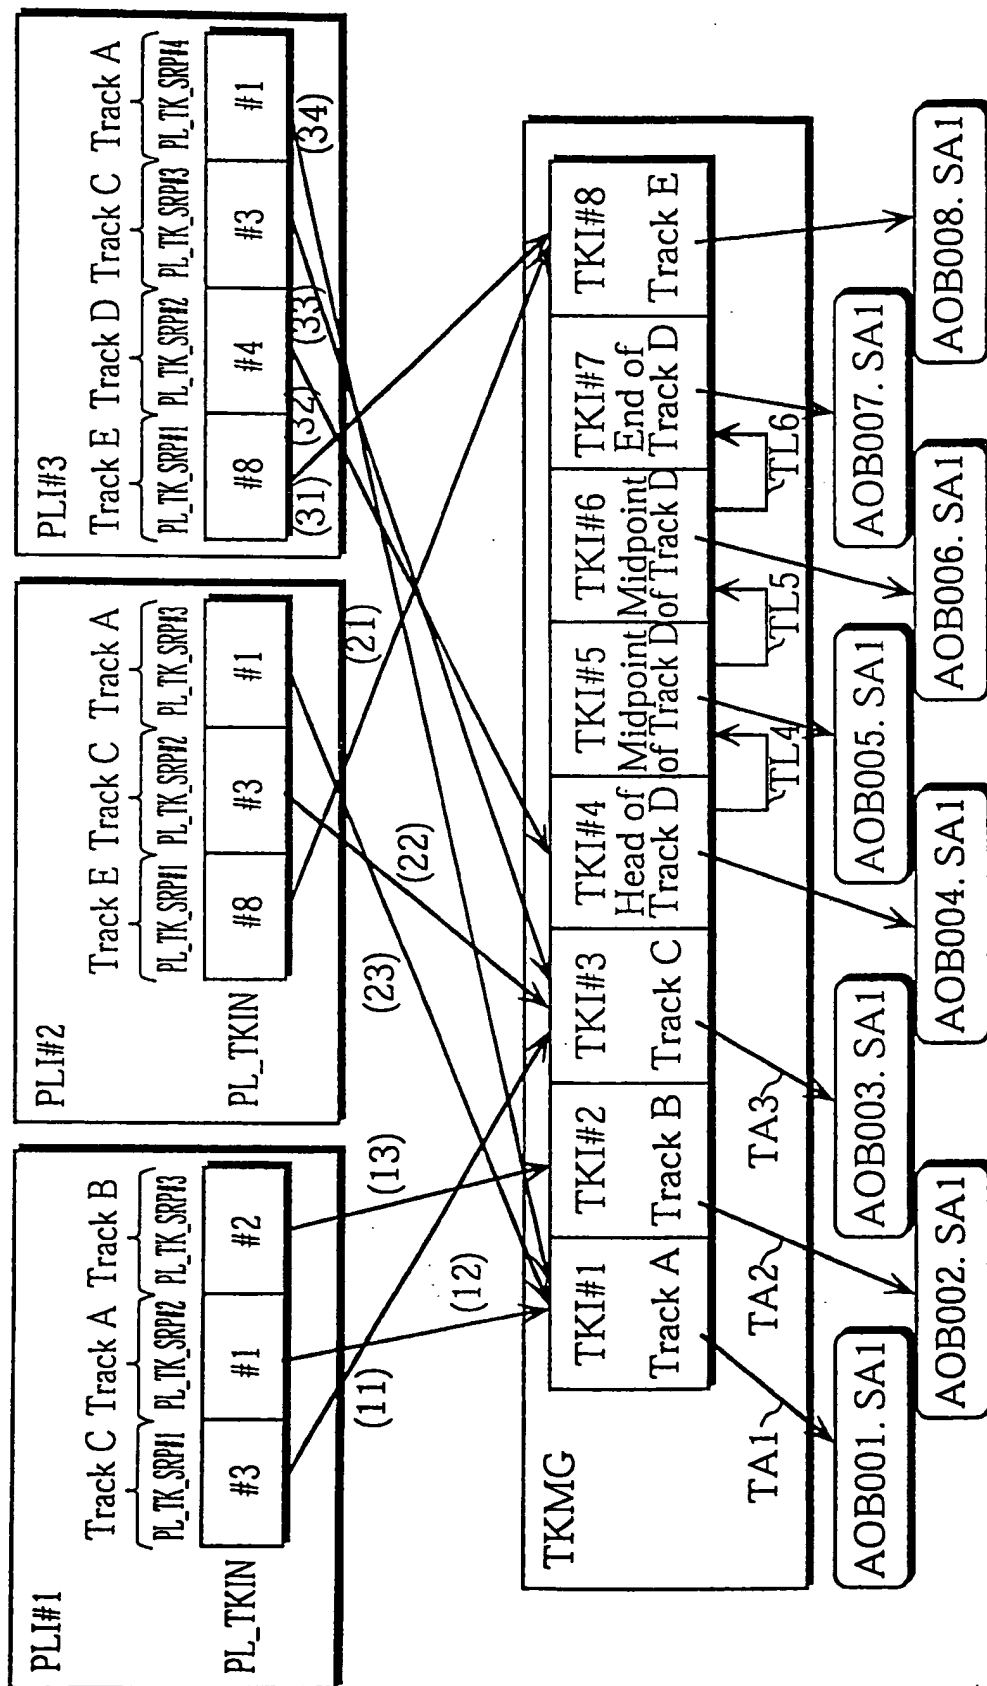 PLI#1
Track C Track A Track B
PL_TK_SRP#1 PL_TK_SRP#2 PL_TK_SRP#3
PL_TKIN #3 #1 #2
PLI#2
Track E Track C Track A
PL_TK_SRP#1 PL_TK_SRP#2 PL_TK_SRP#3
PL_TKIN #8 #3 #1
PLI#3
Track E Track D Track C Track A
PL_TK_SRP#1 PL_TK_SRP#2 PL_TK_SRP#3 PL_TK_SRP#4
#8 #4 #3 #1
(11) (12) (13)
(23) (22) (21)
(31) (32) (33) (34)
TKMG
TKI#1
Track A
TKI#2
Track B
TKI#3
Track C
TKI#4
Head of
Track D
TKI#5
Midpoint
of Track D
TKI#6
Midpoint
of Track D
TKI#7
End of
Track D
TKI#8
Track E
TA1 TA2 TA3 TL4 TL5 TL6
AOB001. SA1
AOB002. SA1
AOB003. SA1
AOB004. SA1
AOB005. SA1
AOB006. SA1
AOB007. SA1
AOB008. SA1